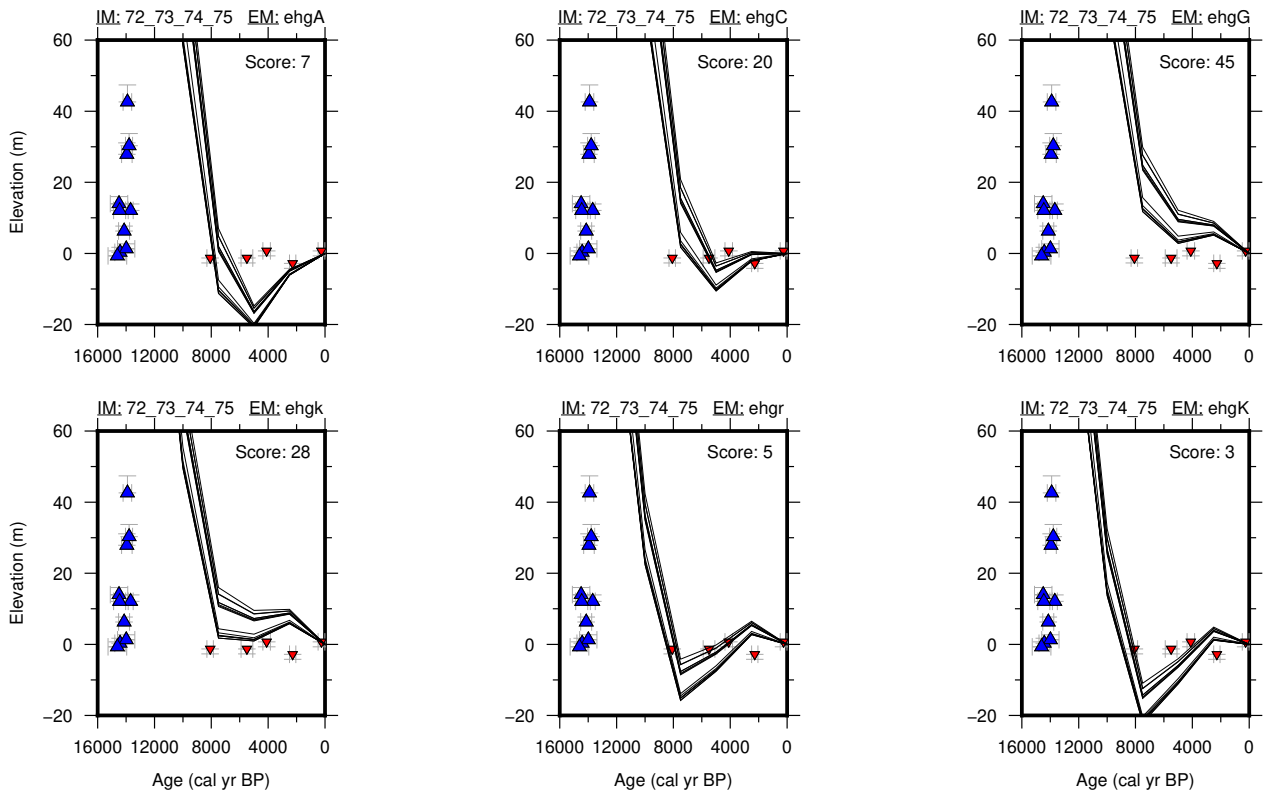 IM: 72_73_74_75 EM: ehgA
IM: 72_73_74_75 EM: ehgC
IM: 72_73_74_75 EM: ehgG
60
40
20
0
−20
Elevation (m)
Score: 7
16000 12000 8000 4000 0
60
40
20
0
−20
Score: 20
16000 12000 8000 4000 0
60
40
20
0
−20
Score: 45
16000 12000 8000 4000 0
IM: 72_73_74_75 EM: ehgk
IM: 72_73_74_75 EM: ehgr
IM: 72_73_74_75 EM: ehgK
60
40
20
0
−20
Elevation (m)
Score: 28
16000 12000 8000 4000 0
Age (cal yr BP)
60
40
20
0
−20
Score: 5
16000 12000 8000 4000 0
Age (cal yr BP)
60
40
20
0
−20
Score: 3
16000 12000 8000 4000 0
Age (cal yr BP)